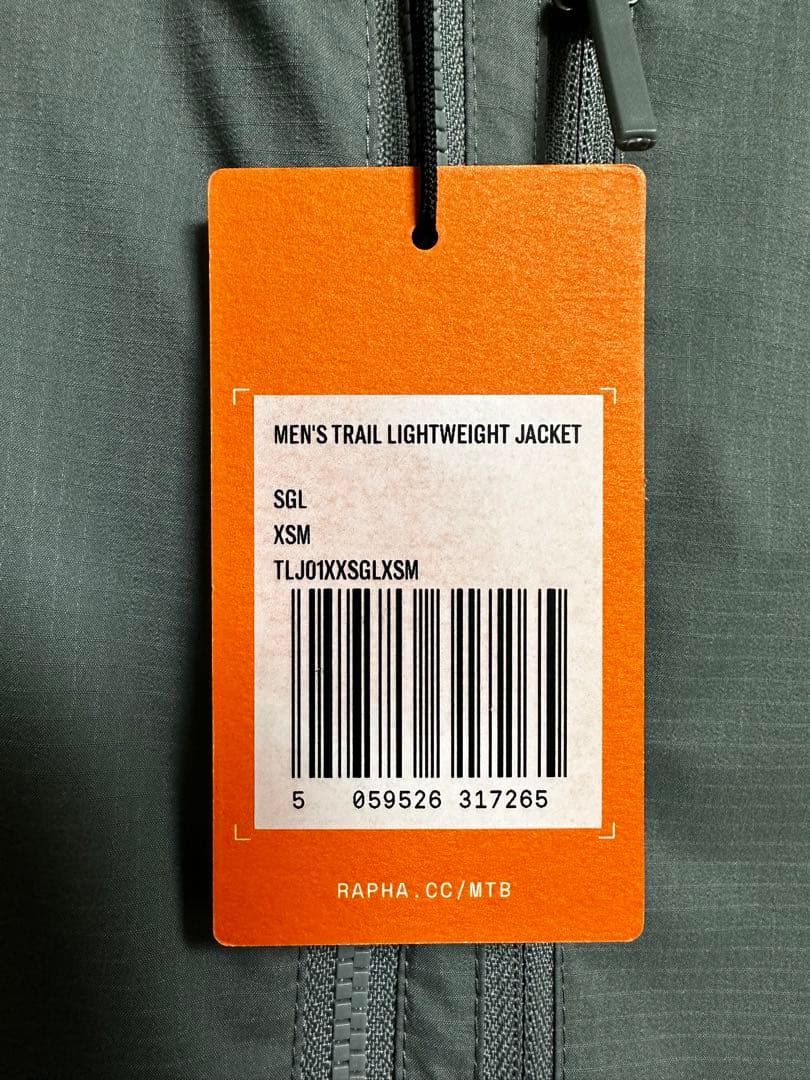 MEN'S TRAIL LIGHTWEIGHT JACKET
SGL
XSM
TLJ01XXSGLXSM
5 059526 317265
RAPHA.CC/MTB